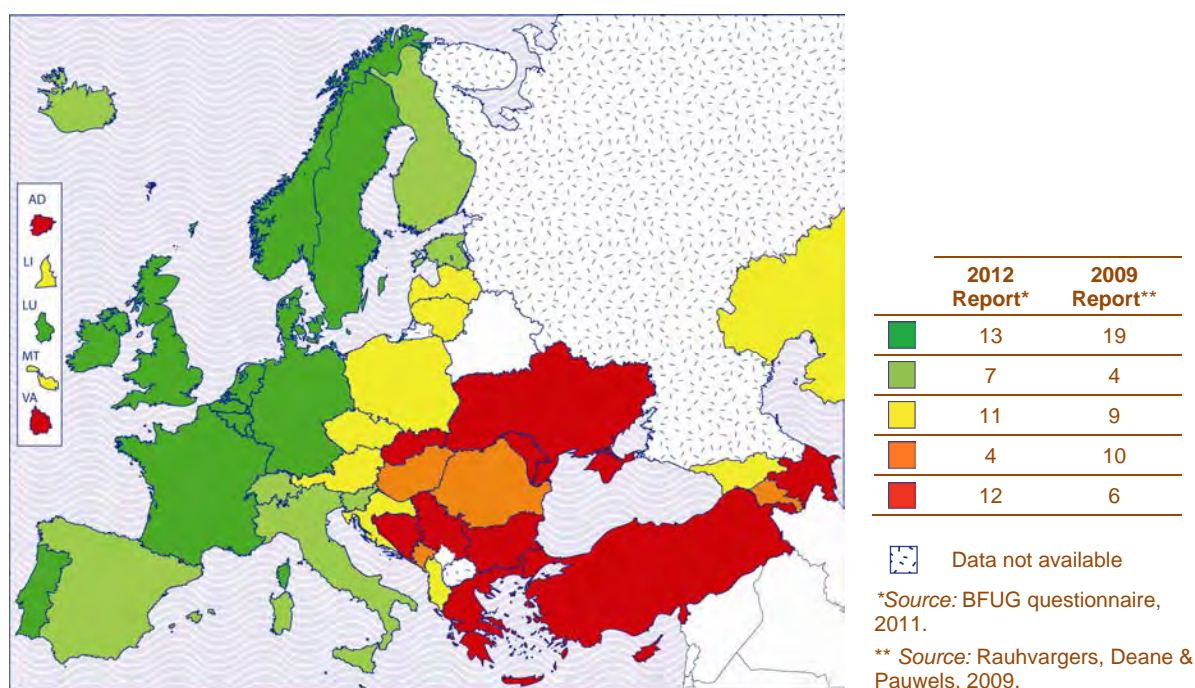 AD
LI
LU
MT
VA
2012 Report* 2009 Report**
13 19
7 4
11 9
4 10
12 6
Data not available
*Source: BFUG questionnaire,
2011.
** Source: Rauhvargers, Deane &
Pauwels, 2009.